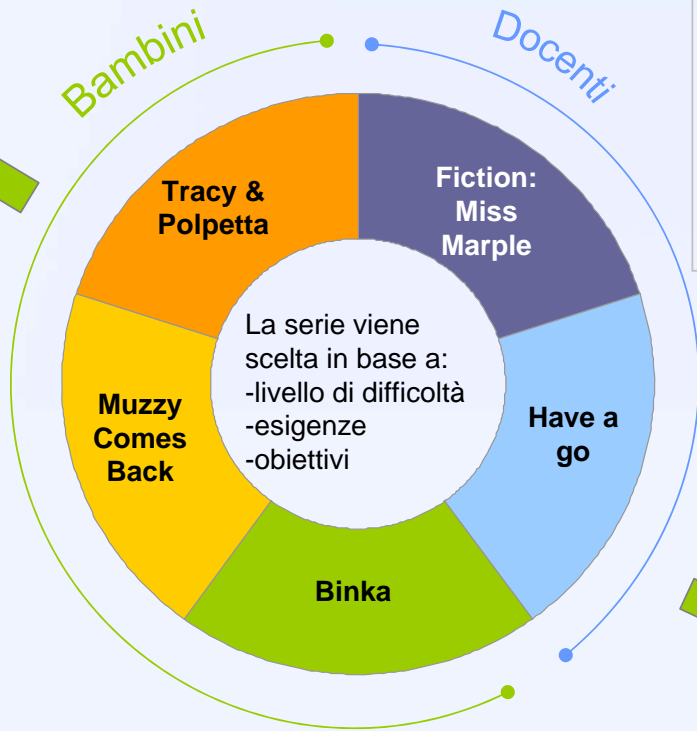 Bambini
Docenti
Tracy &
Polpetta
Fiction:
Miss
Marple
La serie viene
scelta in base a:
-livello di difficoltà
-esigenze
-obiettivi
Muzzy
Comes
Back
Have a
go
Binka